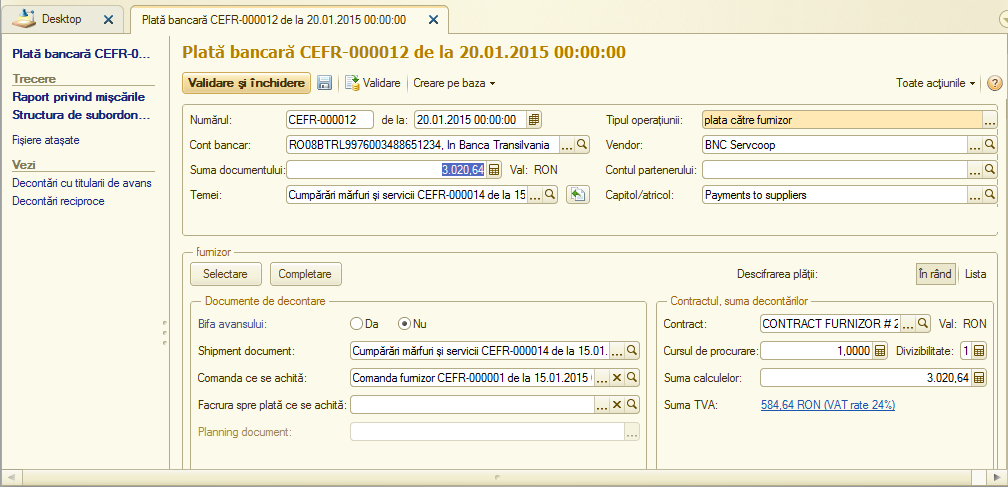 Desktop
Plată bancară CEFR-000012 de la 20.01.2015 00:00:00
Plată bancară CEFR-0...
Trecere
Raport privind mişcările
Structura de subordon...
Fişiere ataşate
Vezi
Decontări cu titularii de avans
Decontări reciproce
Plată bancară CEFR-000012 de la 20.01.2015 00:00:00
Validare şi închidere Validare Creare pe baza Toate acţiunile ?
Numărul: CEFR-000012 de la: 20.01.2015 00:00:00 Tipul operaţiunii: plata către furnizor ...
Cont bancar: RO08BTRL9976003488651234, In Banca Transilvania ... Vendor: BNC Servcoop ...
Suma documentului: 3.020,64 Val: RON Contul partenerului: ...
Temei: Cumpărări mărfuri şi servicii CEFR-000014 de la 15 ... Capitol/atricol: Payments to suppliers ...
furnizor
Selectare Completare Descifrarea plăţii: În rând Lista
Documente de decontare
Bifa avansului: Da Nu
Shipment document: Cumpărări mărfuri şi servicii CEFR-000014 de la 15.01. ...
Comanda ce se achită: Comanda furnizor CEFR-000001 de la 15.01.2015 ...
Facrura spre plată ce se achită: ...
Planning document: ...
Contractul, suma decontărilor
Contract: CONTRACT FURNIZOR # 2 ... Val: RON
Cursul de procurare: 1,0000 Divizibilitate: 1
Suma calculelor: 3.020,64
Suma TVA: 584,64 RON (VAT rate 24%)